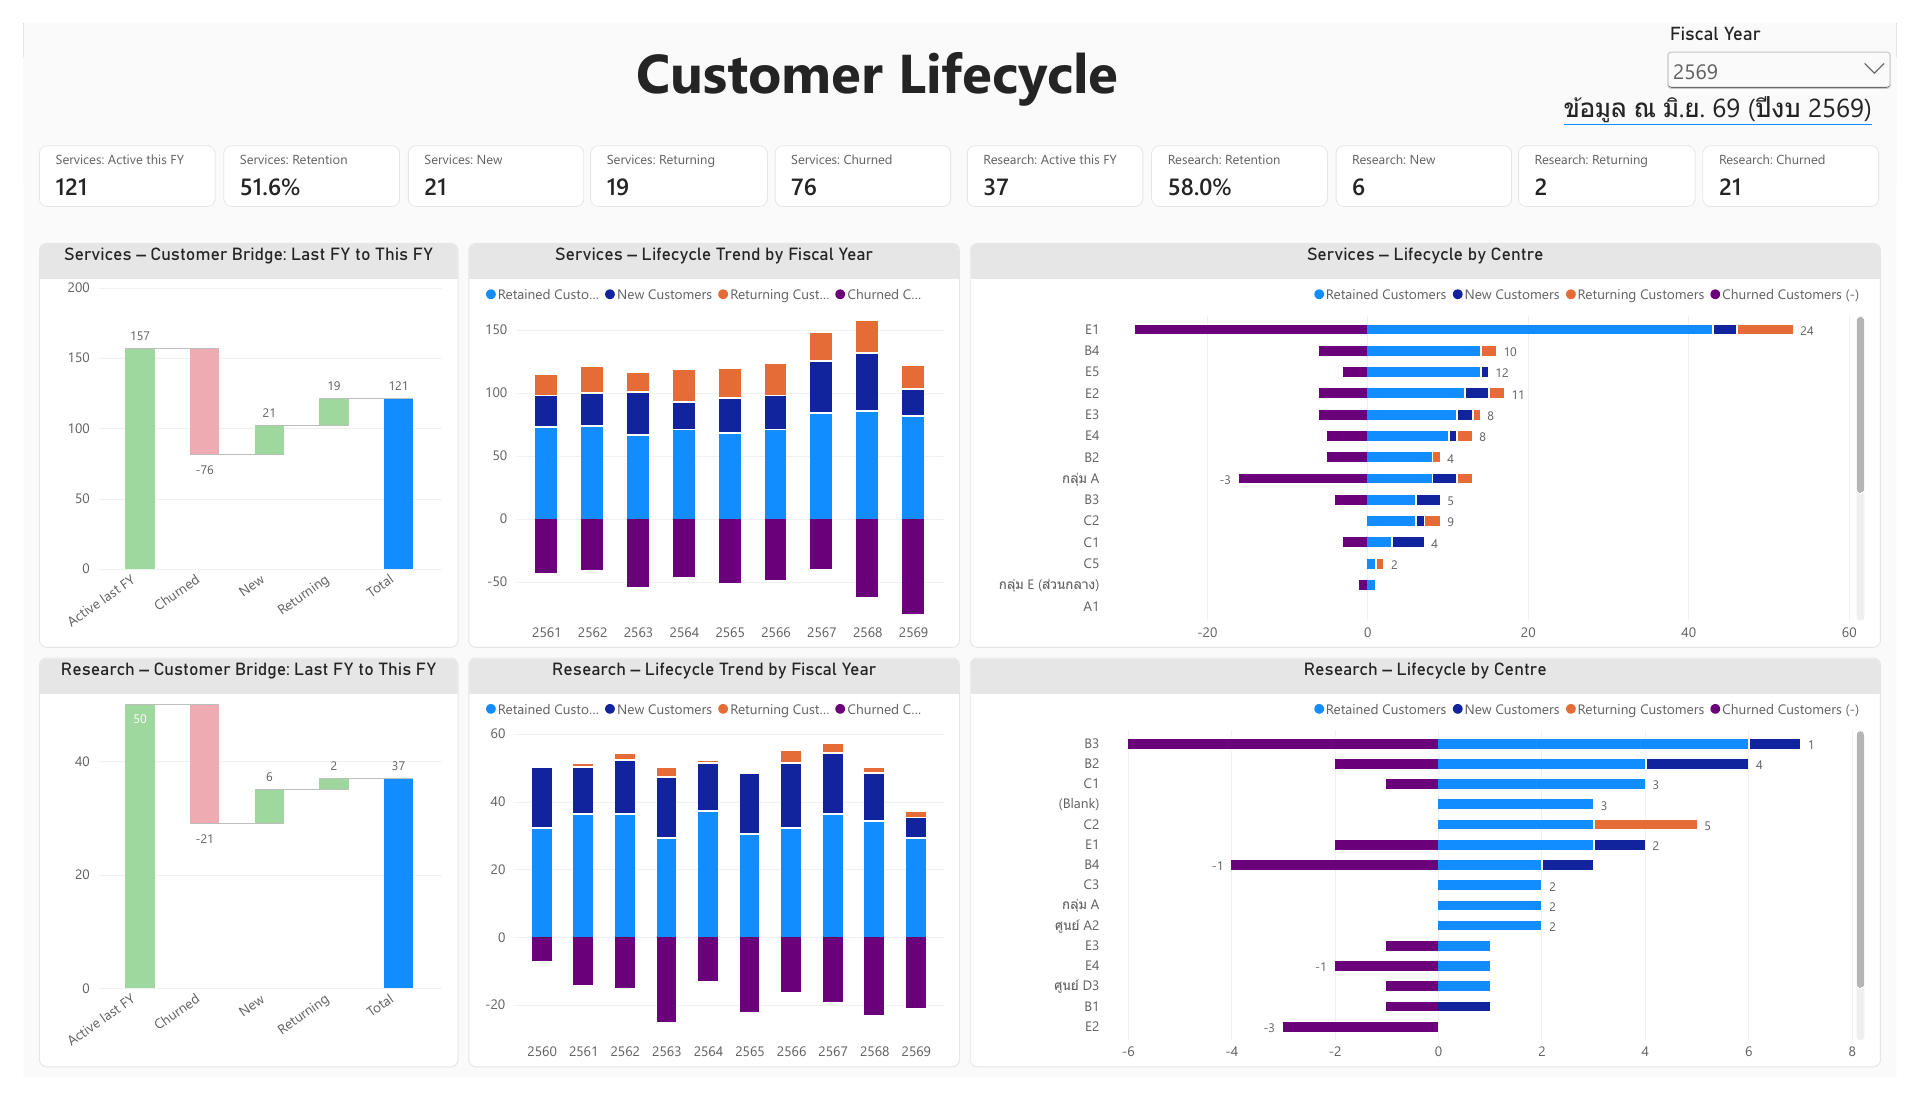 Customer Lifecycle
Fiscal Year
2569
ข้อมูล ณ มิ.ย. 69 (ปีงบ 2569)
Services: Active this FY
121
Services: Retention
51.6%
Services: New
21
Services: Returning
19
Services: Churned
76
Research: Active this FY
37
Research: Retention
58.0%
Research: New
6
Research: Returning
2
Research: Churned
21
Services – Customer Bridge: Last FY to This FY
200
150
100
50
0
157
-76
21
19
121
Active last FY
Churned
New
Returning
Total
Services – Lifecycle Trend by Fiscal Year
Retained Custo... New Customers Returning Cust... Churned C...
150
100
50
0
-50
2561 2562 2563 2564 2565 2566 2567 2568 2569
Services – Lifecycle by Centre
Retained Customers New Customers Returning Customers Churned Customers (-)
E1 24
B4 10
E5 12
E2 11
E3 8
E4 8
B2 4
กลุ่ม A -3
B3 5
C2 9
C1 4
C5 2
กลุ่ม E (ส่วนกลาง)
A1
-20 0 20 40 60
Research – Customer Bridge: Last FY to This FY
40
20
0
50
-21
6
2
37
Active last FY
Churned
New
Returning
Total
Research – Lifecycle Trend by Fiscal Year
Retained Custo... New Customers Returning Cust... Churned C...
60
40
20
0
-20
2560 2561 2562 2563 2564 2565 2566 2567 2568 2569
Research – Lifecycle by Centre
Retained Customers New Customers Returning Customers Churned Customers (-)
B3 1
B2 4
C1 3
(Blank) 3
C2 5
E1 2
B4 -1
C3 2
กลุ่ม A 2
ศูนย์ A2 2
E3
E4 -1
ศูนย์ D3
B1
E2 -3
-6 -4 -2 0 2 4 6 8